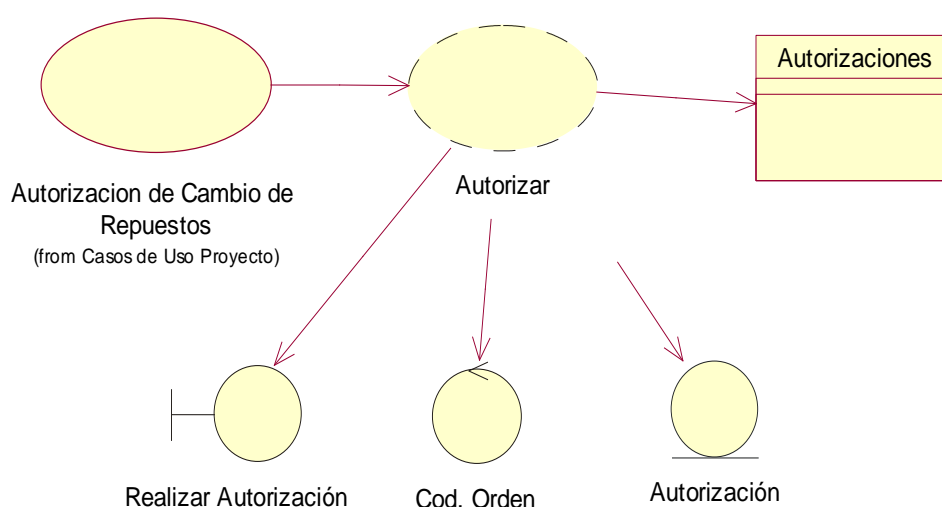 Autorizaciones
Autorizacion de Cambio de
Repuestos
(from Casos de Uso Proyecto)
Autorizar
Realizar Autorización
Cod. Orden
Autorización